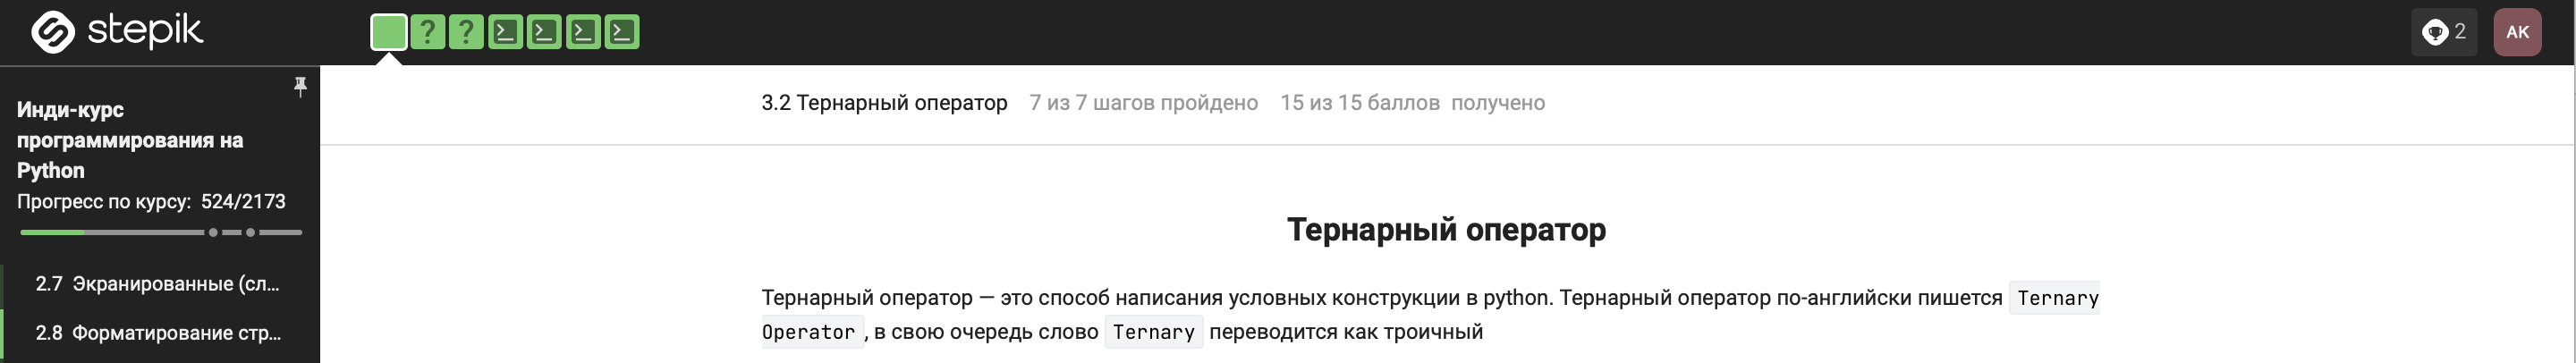 stepik
? ?
2
AK
Инди-курс
программирования на
Python
Прогресс по курсу: 524/2173
2.7 Экранированные (сл...
2.8 Форматирование стр...
3.2 Тернарный оператор 7 из 7 шагов пройдено 15 из 15 баллов получено
Тернарный оператор
Тернарный оператор — это способ написания условных конструкции в python. Тернарный оператор по-английски пишется Ternary
Operator, в свою очередь слово Ternary переводится как троичный